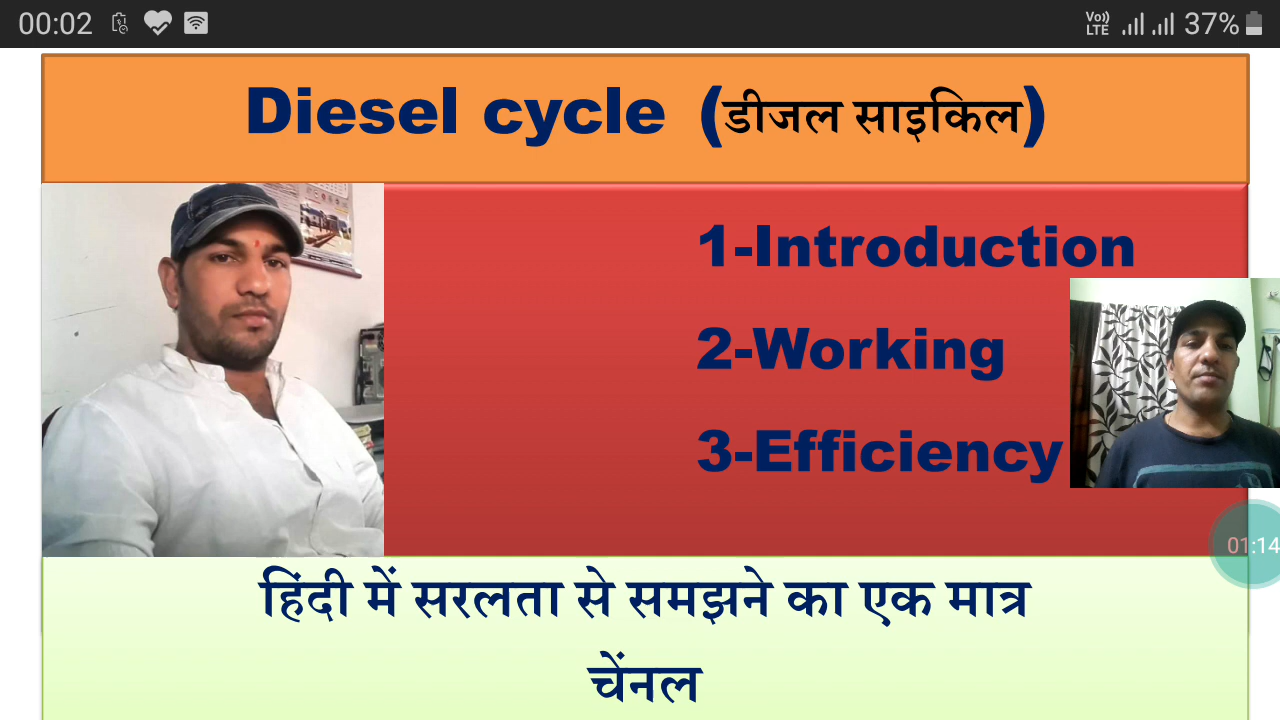 00:02
Vo)) LTE 37%
Diesel cycle (डीजल साइकिल)
1-Introduction
2-Working
3-Efficiency
01:14
हिंदी में सरलता से समझने का एक मात्र
चेंनल